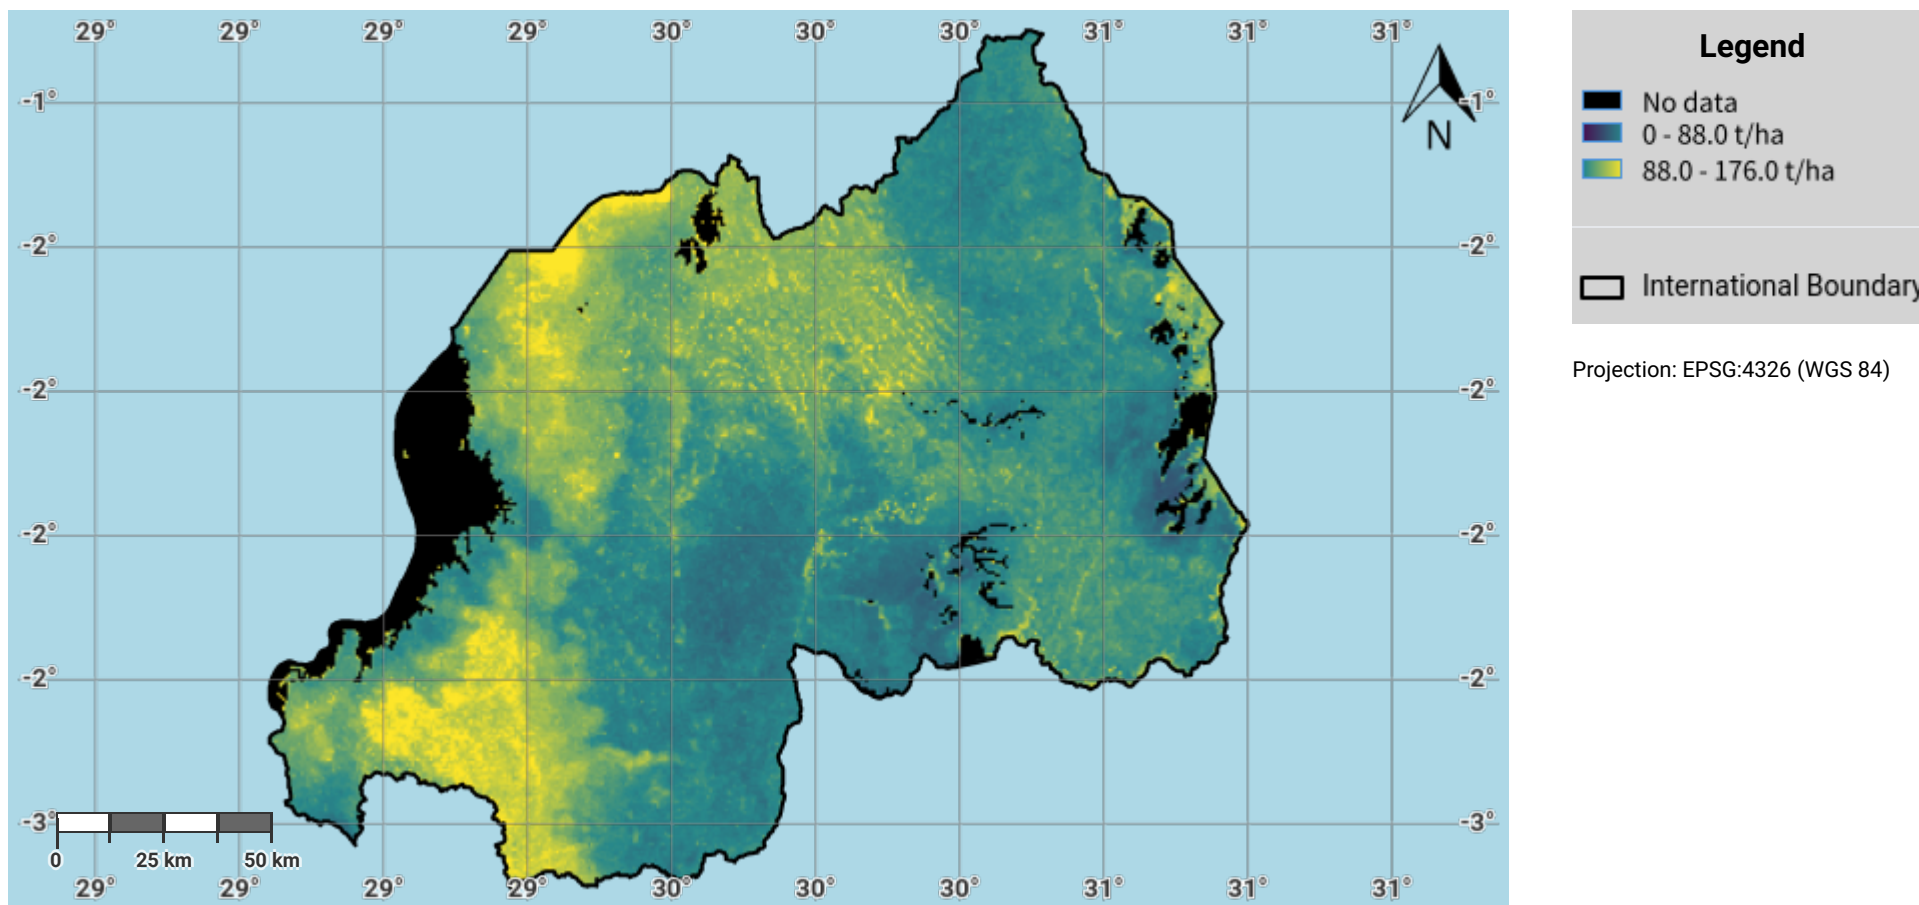 29° 29° 29° 29° 30° 30° 30° 31° 31° 31°
-1° -1°
N
-2° -2°
-2° -2°
-2° -2°
-2° -2°
-3° -3°
0 25 km 50 km
29° 29° 29° 29° 30° 30° 30° 31° 31° 31°
Legend
No data
0 - 88.0 t/ha
88.0 - 176.0 t/ha
International Boundary
Projection: EPSG:4326 (WGS 84)